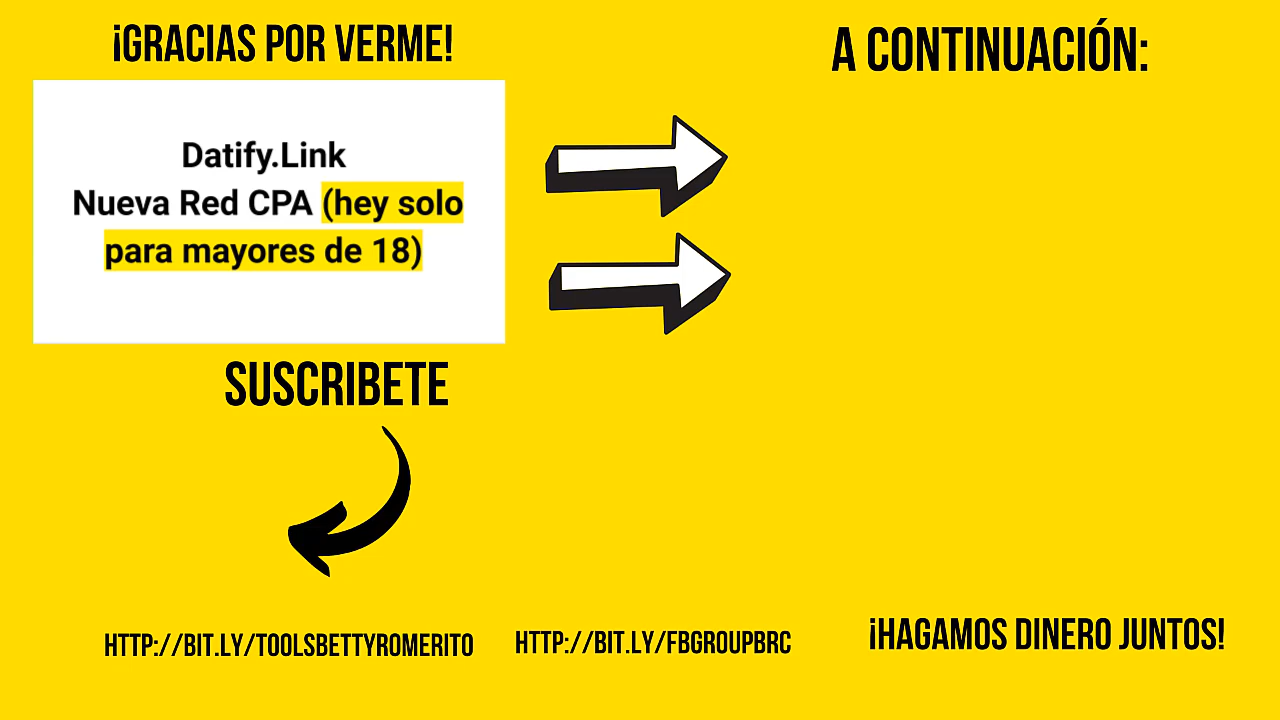 ¡GRACIAS POR VERME!
A CONTINUACIÓN:
Datify.Link
Nueva Red CPA (hey solo
para mayores de 18)
SUSCRIBETE
HTTP://BIT.LY/TOOLSBETTYROMERITO
HTTP://BIT.LY/FBGROUPBRC
¡HAGAMOS DINERO JUNTOS!